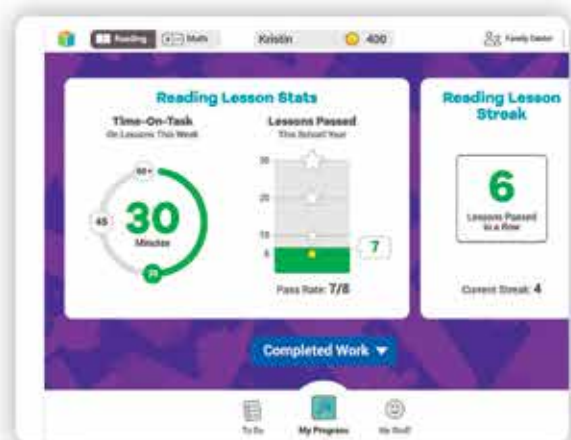 Reading
Math
Kristin
400
Family Center
Reading Lesson Stats
Time-On-Task
On Lessons This Week
60+
45
30
Minutes
Lessons Passed
This School Year
30
20
10
5
7
Pass Rate: 7/8
Reading Lesson
Streak
6
Lessons Passed
in a Row
Current Streak: 4
Completed Work
To Do
My Progress
My Stuff